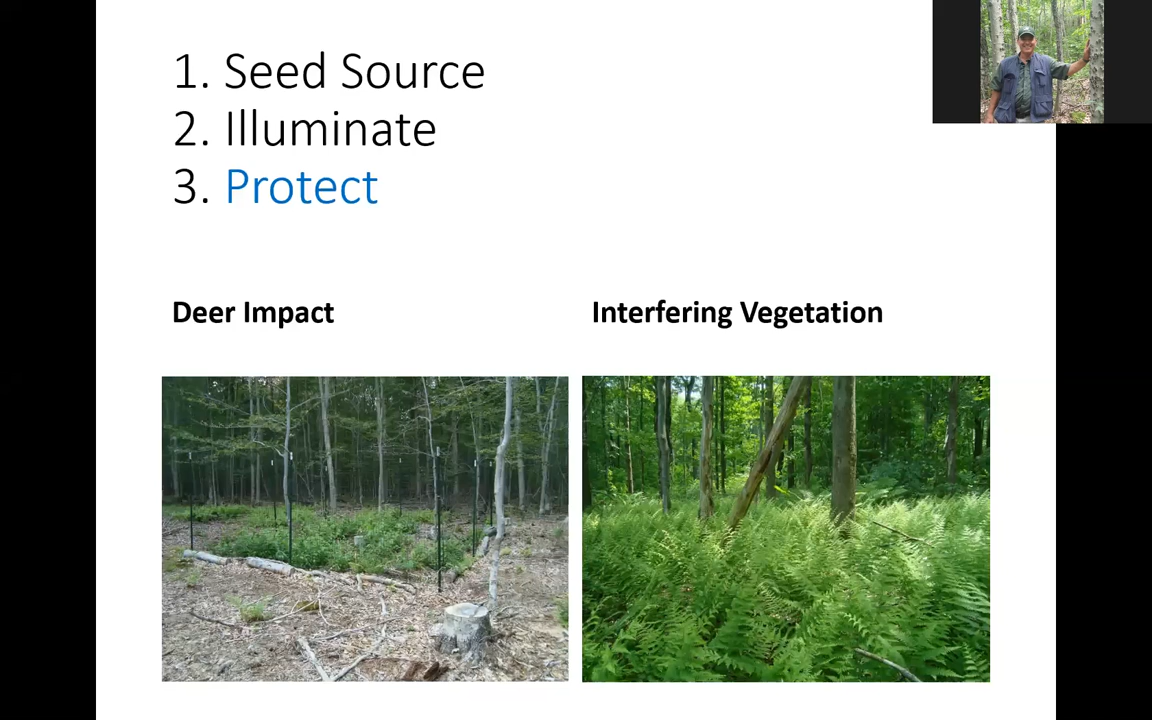 1. Seed Source
2. Illuminate
3. Protect
Deer Impact
Interfering Vegetation